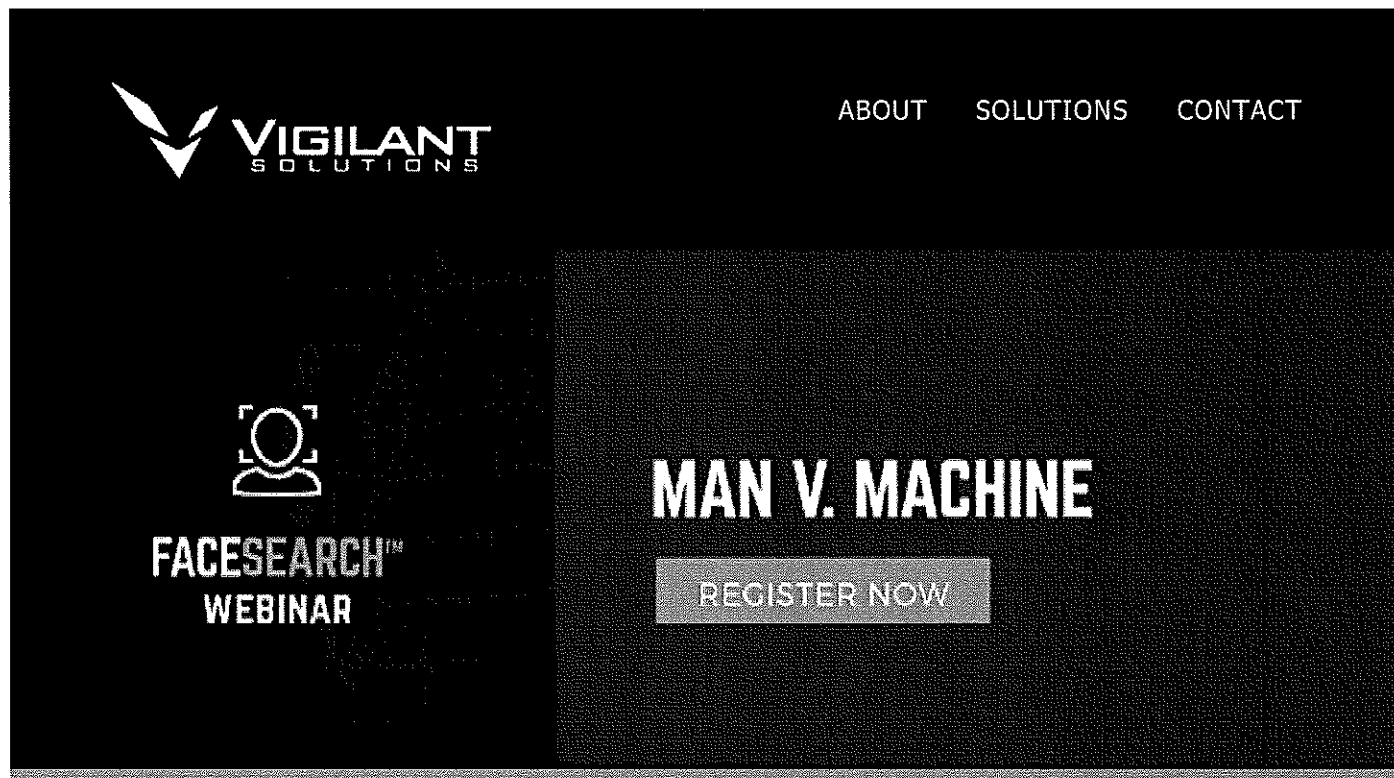 VIGILANT
SOLUTIONS
ABOUT SOLUTIONS CONTACT
FACESEARCH™
WEBINAR
MAN V. MACHINE
REGISTER NOW